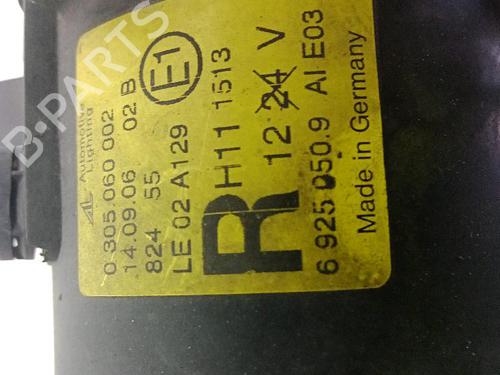 AL Automotive Lighting
0 305 060 002
14.09.06 02 B
824 55
LE 02 A129
E1
R H11 1513
12 24 V
6 925 050.9 AI E03
Made in Germany
B-PARTS